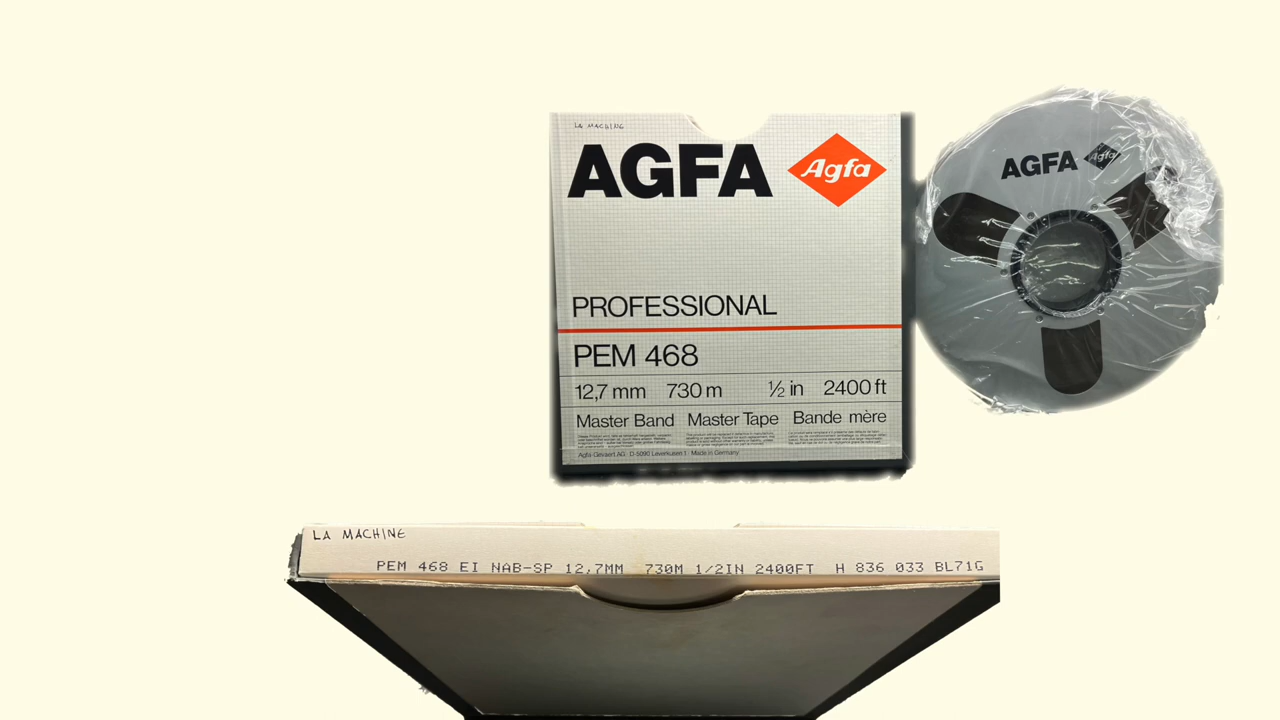 LA MACHINE
AGFA Agfa
PROFESSIONAL
PEM 468
12,7 mm 730 m ½ in 2400 ft
Master Band Master Tape Bande mère
Agfa-Gevaert AG · D-5090 Leverkusen 1 · Made in Germany
AGFA Agfa
LA MACHINE
PEM 468 EI NAB-SP 12,7MM 730M 1/2IN 2400FT H 836 033 BL71G